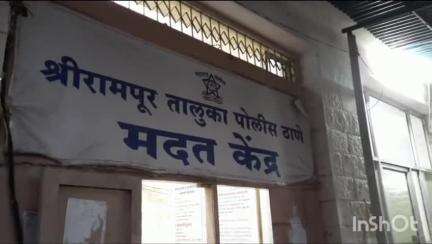 श्रीरामपूर तालुका पोलीस ठाणे
मदत केंद्र
InShOt